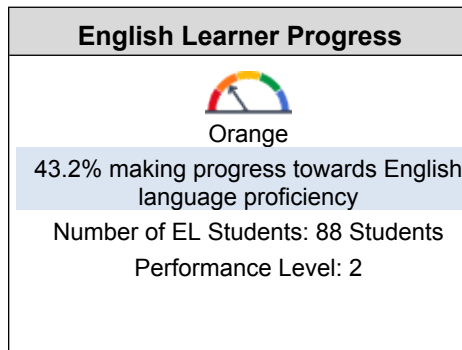 English Learner Progress
Orange
43.2% making progress towards English
language proficiency
Number of EL Students: 88 Students
Performance Level: 2